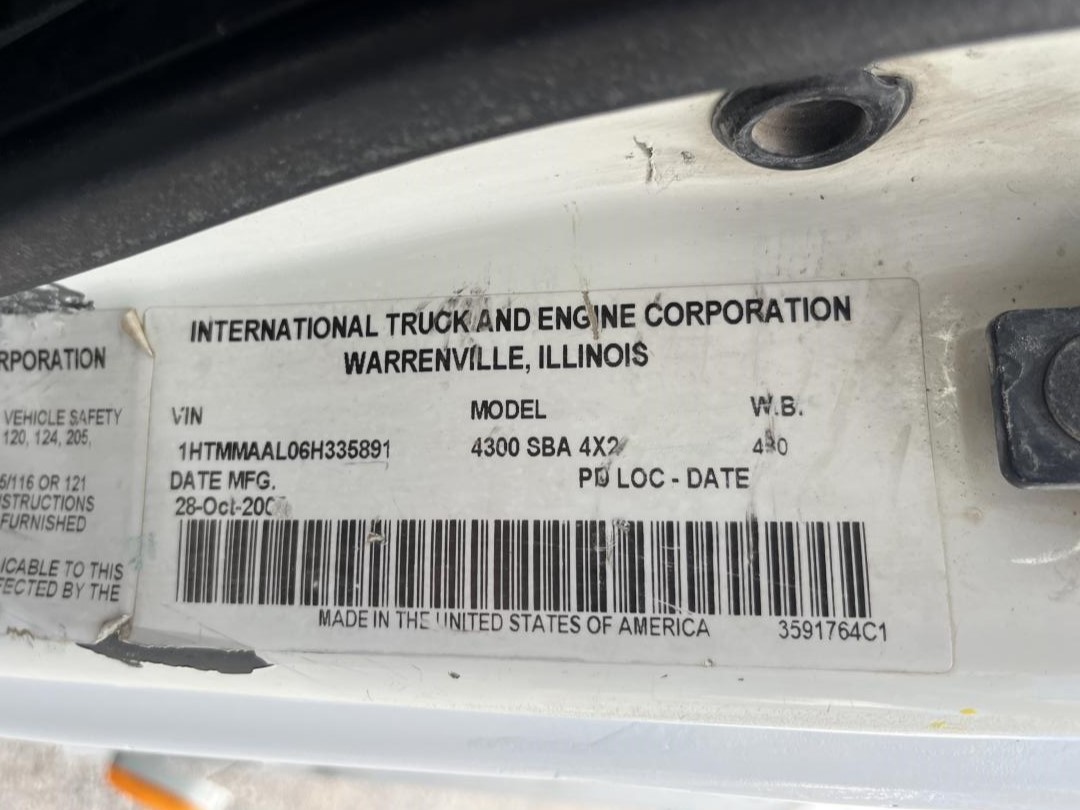 RPORATION
VEHICLE SAFETY
120, 124, 205,
5/116 OR 121
STRUCTIONS
FURNISHED
ICABLE TO THIS
FECTED BY THE
INTERNATIONAL TRUCK AND ENGINE CORPORATION
WARRENVILLE, ILLINOIS
VIN MODEL W.B.
1HTMMAAL06H335891 4300 SBA 4X2
DATE MFG. PD LOC - DATE
MADE IN THE UNITED STATES OF AMERICA 3591764C1